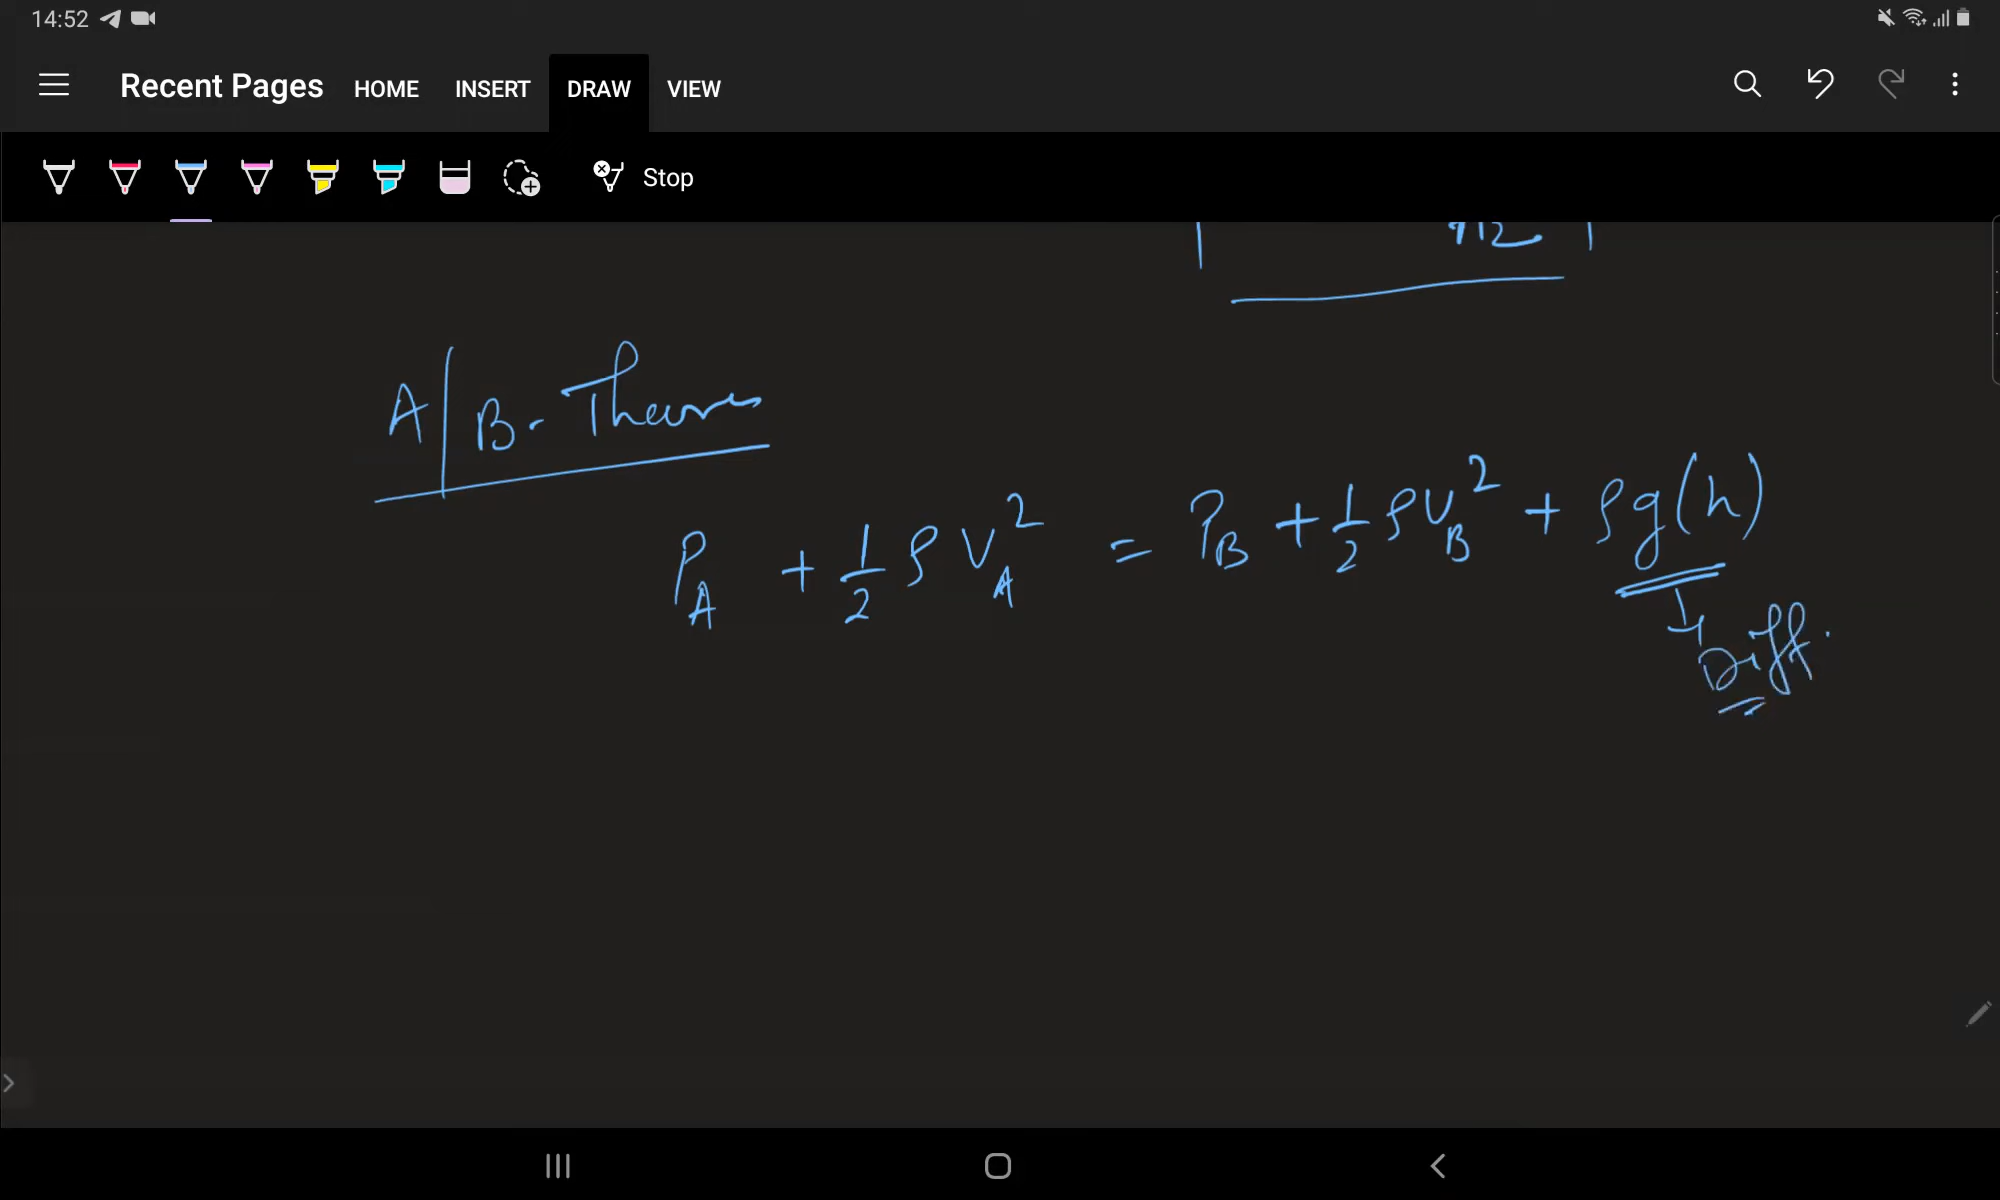 14:52
Recent Pages HOME INSERT DRAW VIEW
Stop
A/B. Theorem
P_A + 1/2 ρ V_A^2 = P_B + 1/2 ρ V_B^2 + ρg(h)
Diff.